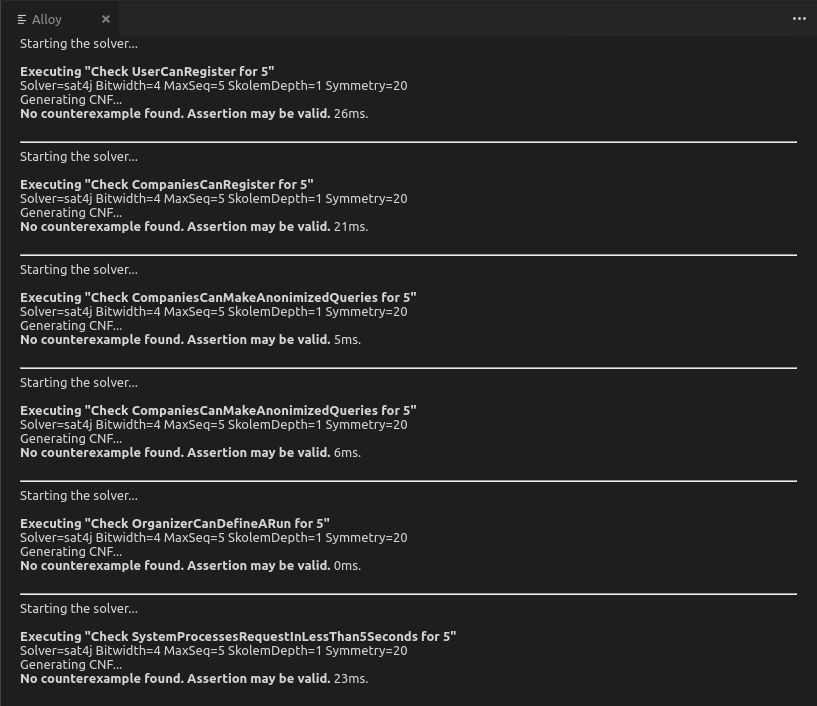 Alloy
Starting the solver...
Executing "Check UserCanRegister for 5"
Solver=sat4j Bitwidth=4 MaxSeq=5 SkolemDepth=1 Symmetry=20
Generating CNF...
No counterexample found. Assertion may be valid. 26ms.
Starting the solver...
Executing "Check CompaniesCanRegister for 5"
Solver=sat4j Bitwidth=4 MaxSeq=5 SkolemDepth=1 Symmetry=20
Generating CNF...
No counterexample found. Assertion may be valid. 21ms.
Starting the solver...
Executing "Check CompaniesCanMakeAnonimizedQueries for 5"
Solver=sat4j Bitwidth=4 MaxSeq=5 SkolemDepth=1 Symmetry=20
Generating CNF...
No counterexample found. Assertion may be valid. 5ms.
Starting the solver...
Executing "Check CompaniesCanMakeAnonimizedQueries for 5"
Solver=sat4j Bitwidth=4 MaxSeq=5 SkolemDepth=1 Symmetry=20
Generating CNF...
No counterexample found. Assertion may be valid. 6ms.
Starting the solver...
Executing "Check OrganizerCanDefineARun for 5"
Solver=sat4j Bitwidth=4 MaxSeq=5 SkolemDepth=1 Symmetry=20
Generating CNF...
No counterexample found. Assertion may be valid. 0ms.
Starting the solver...
Executing "Check SystemProcessesRequestInLessThan5Seconds for 5"
Solver=sat4j Bitwidth=4 MaxSeq=5 SkolemDepth=1 Symmetry=20
Generating CNF...
No counterexample found. Assertion may be valid. 23ms.